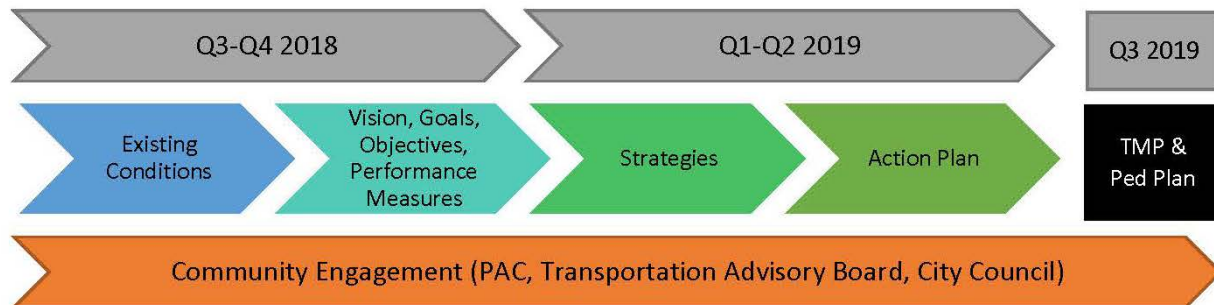 Q3-Q4 2018
Q1-Q2 2019
Q3 2019
Existing
Conditions
Vision, Goals,
Objectives,
Performance
Measures
Strategies
Action Plan
TMP &
Ped Plan
Community Engagement (PAC, Transportation Advisory Board, City Council)